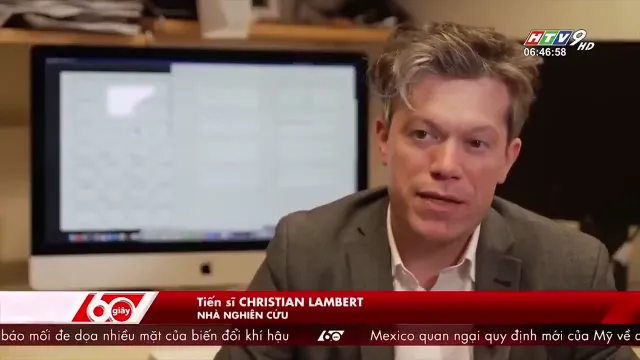 HTV9 HD
06:46:58
60 giây
Tiến sĩ CHRISTIAN LAMBERT
NHÀ NGHIÊN CỨU
báo mối đe dọa nhiều mặt của biến đổi khí hậu 60 Mexico quan ngại quy định mới của Mỹ về c